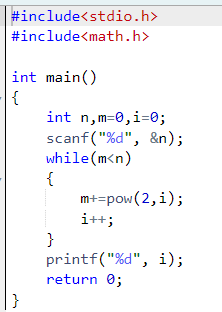 #include<stdio.h>
#include<math.h>
int main()
{
int n,m=0,i=0;
scanf("%d", &n);
while(m<n)
{
m+=pow(2,i);
i++;
}
printf("%d", i);
return 0;
}